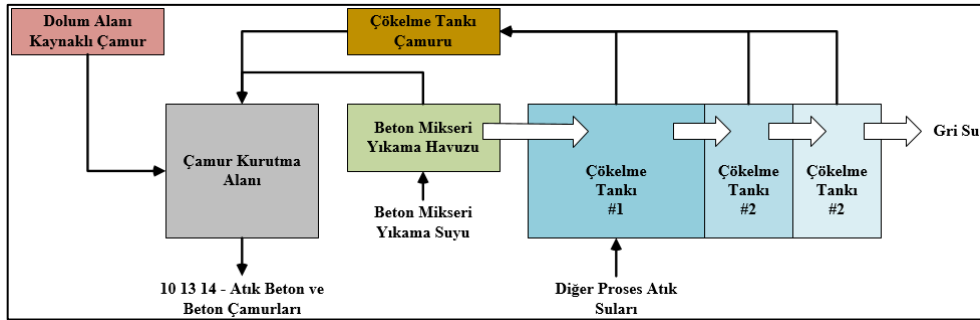 Dolum Alanı
Kaynaklı Çamur
Çökelme Tankı
Çamuru
Çamur Kurutma
Alanı
Beton Mikseri
Yıkama Havuzu
Çökelme
Tankı
#1
Çökelme
Tankı
#2
Çökelme
Tankı
#2
Gri Su
Beton Mikseri
Yıkama Suyu
10 13 14 - Atık Beton ve
Beton Çamurları
Diğer Proses Atık
Suları